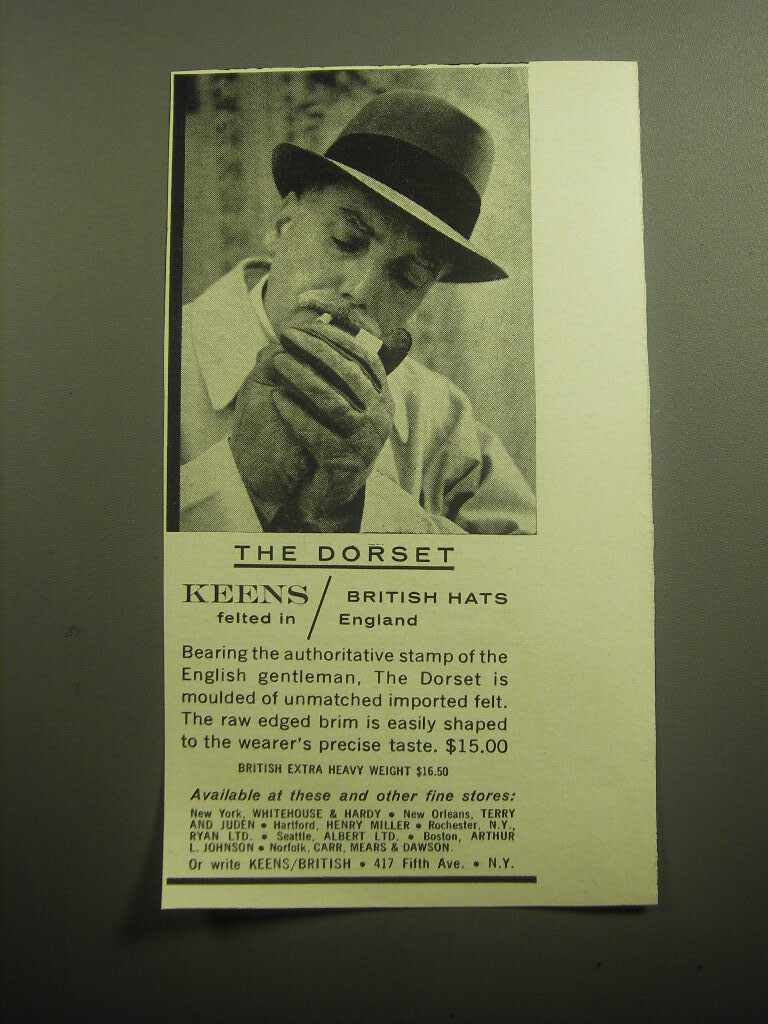 THE DORSET
KEENS / BRITISH HATS
felted in England
Bearing the authoritative stamp of the
English gentleman, The Dorset is
moulded of unmatched imported felt.
The raw edged brim is easily shaped
to the wearer's precise taste. $15.00
BRITISH EXTRA HEAVY WEIGHT $16.50
Available at these and other fine stores:
New York, WHITEHOUSE & HARDY • New Orleans, TERRY
AND JUDEN • Hartford, HENRY MILLER • Rochester, N.Y.,
RYAN LTD. • Seattle, ALBERT LTD. • Boston, ARTHUR
L. JOHNSON • Norfolk, CARR, MEARS & DAWSON.
Or write KEENS/BRITISH • 417 Fifth Ave. • N.Y.